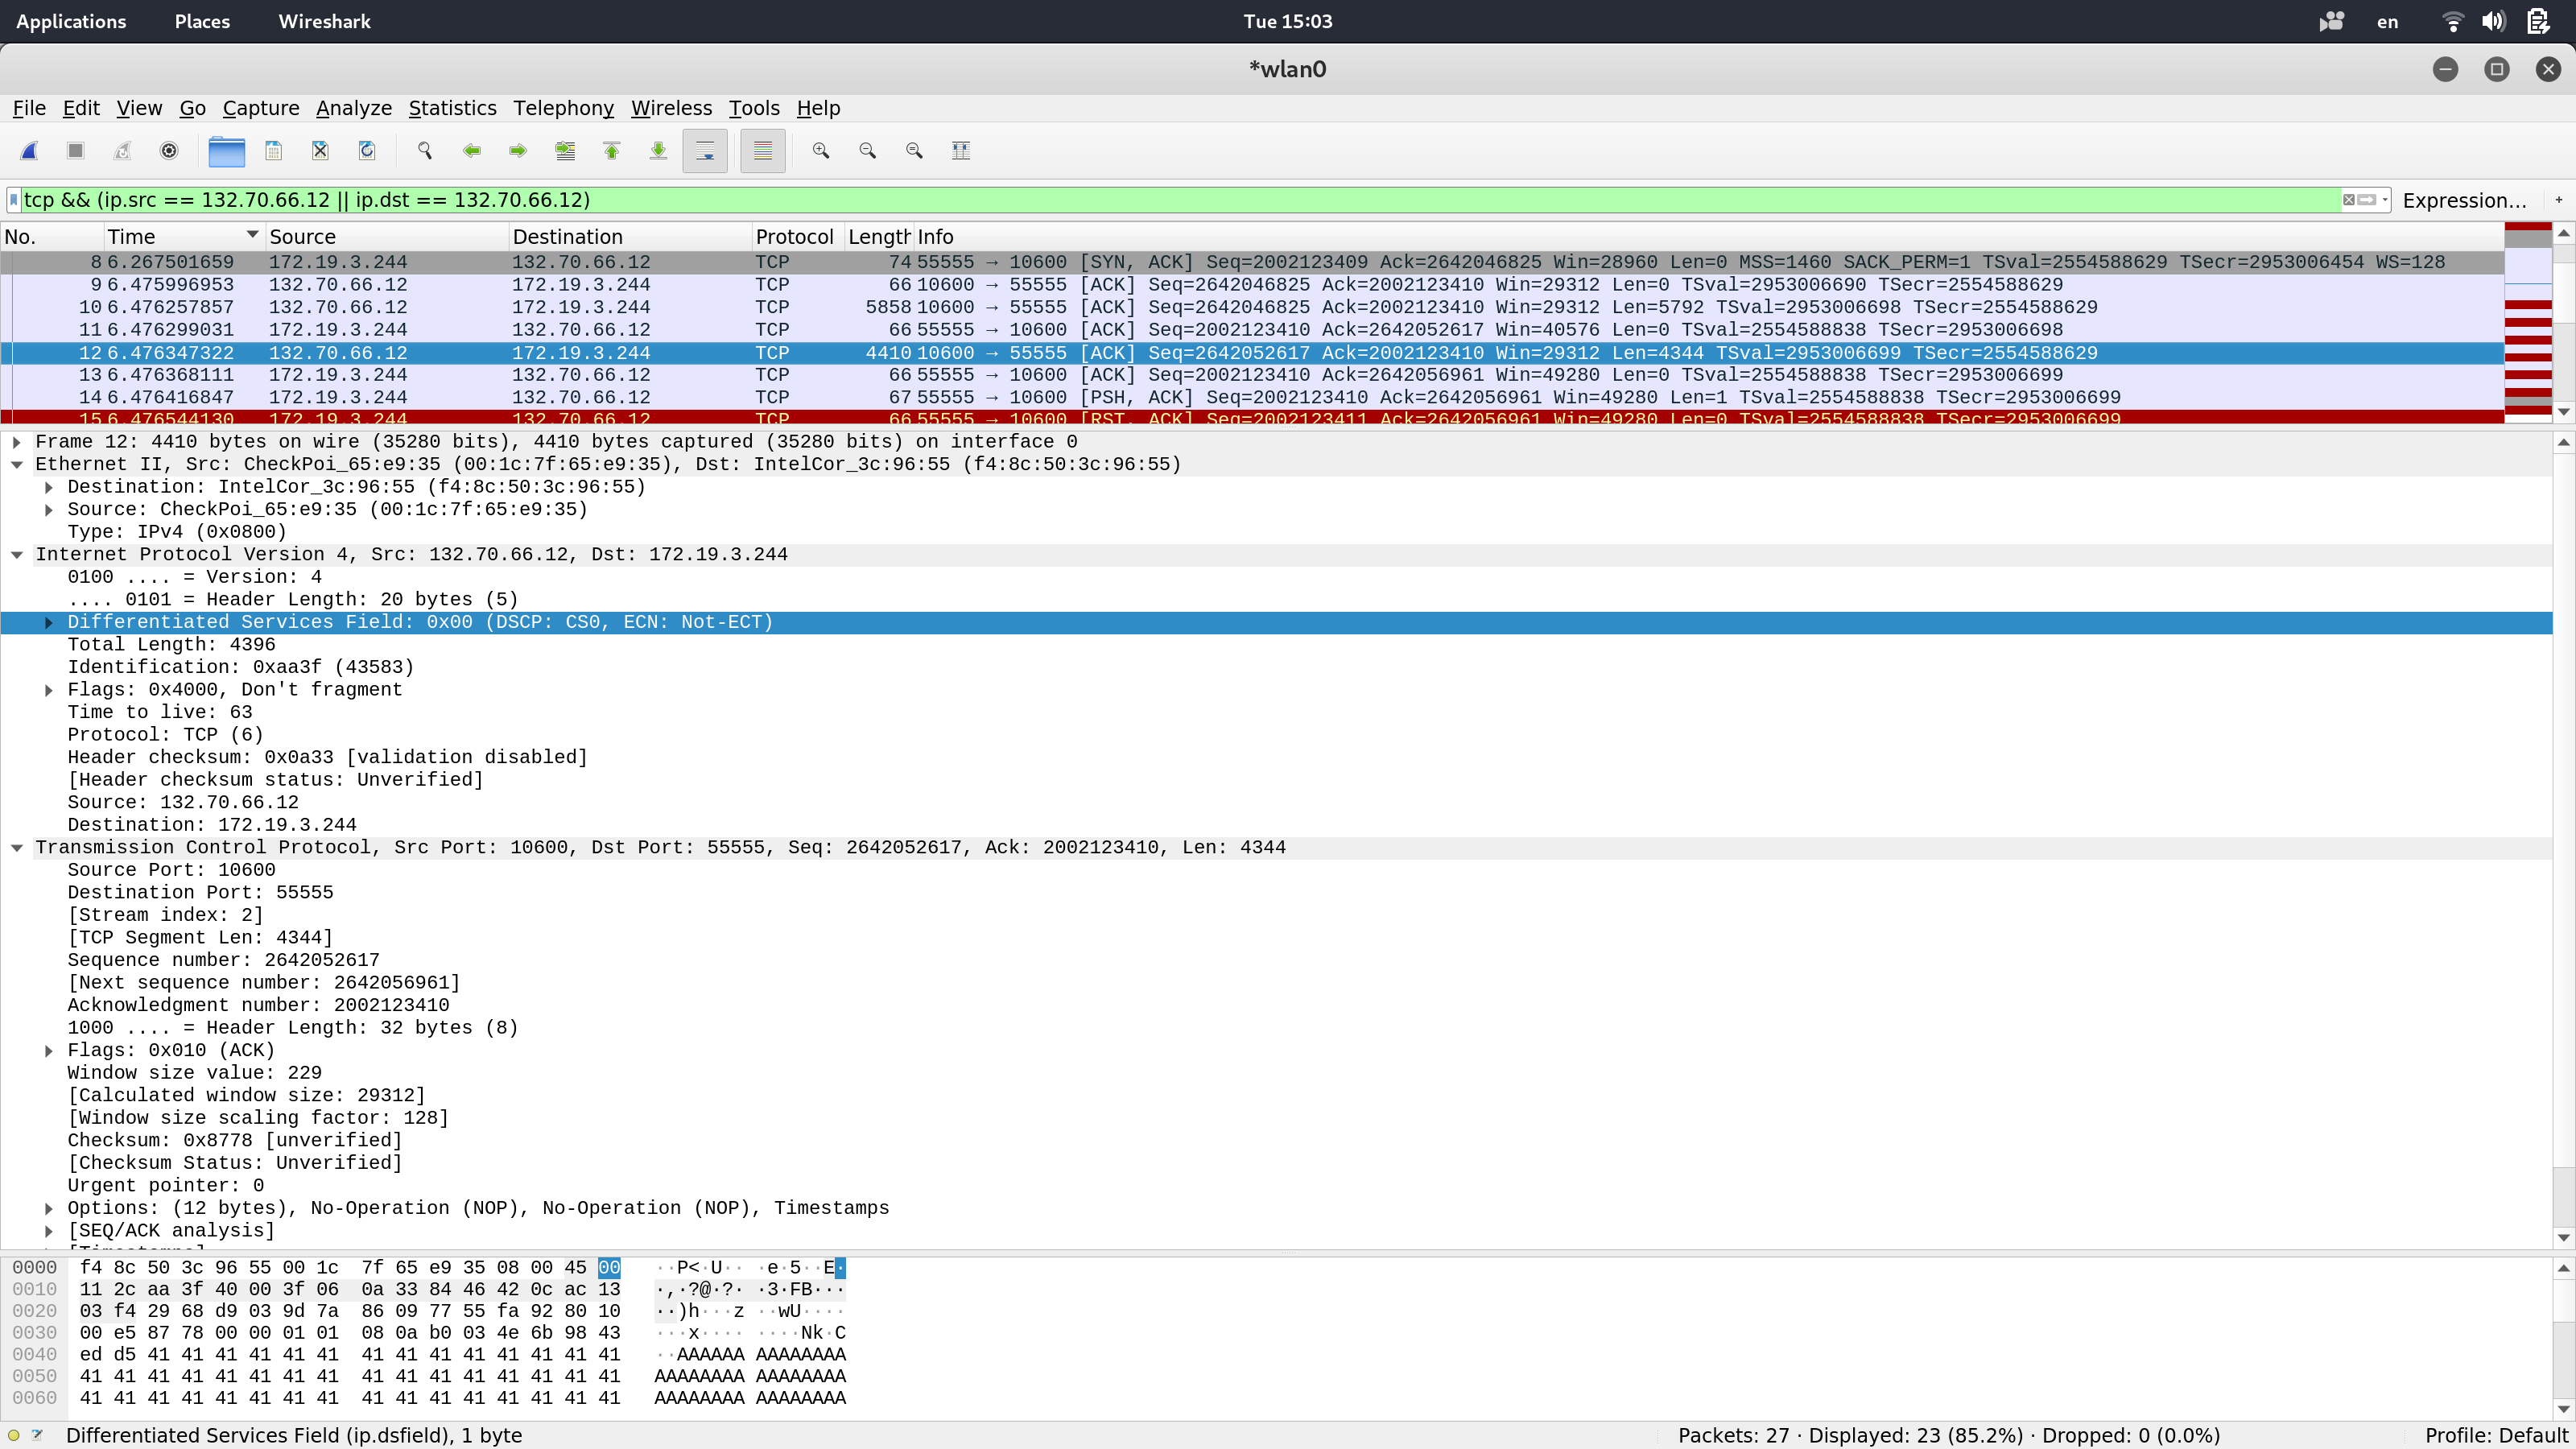 Applications Places Wireshark Tue 15:03 en
*wlan0
File Edit View Go Capture Analyze Statistics Telephony Wireless Tools Help
tcp && (ip.src == 132.70.66.12 || ip.dst == 132.70.66.12) Expression... +
No. Time Source Destination Protocol Length Info
8 6.267501659 172.19.3.244 132.70.66.12 TCP 74 55555 → 10600 [SYN, ACK] Seq=2002123409 Ack=2642046825 Win=28960 Len=0 MSS=1460 SACK_PERM=1 TSval=2554588629 TSecr=2953006454 WS=128
9 6.475996953 132.70.66.12 172.19.3.244 TCP 66 10600 → 55555 [ACK] Seq=2642046825 Ack=2002123410 Win=29312 Len=0 TSval=2953006690 TSecr=2554588629
10 6.476257857 132.70.66.12 172.19.3.244 TCP 5858 10600 → 55555 [ACK] Seq=2642046825 Ack=2002123410 Win=29312 Len=5792 TSval=2953006698 TSecr=2554588629
11 6.476299031 172.19.3.244 132.70.66.12 TCP 66 55555 → 10600 [ACK] Seq=2002123410 Ack=2642052617 Win=40576 Len=0 TSval=2554588838 TSecr=2953006698
12 6.476347322 132.70.66.12 172.19.3.244 TCP 4410 10600 → 55555 [ACK] Seq=2642052617 Ack=2002123410 Win=29312 Len=4344 TSval=2953006699 TSecr=2554588629
13 6.476368111 172.19.3.244 132.70.66.12 TCP 66 55555 → 10600 [ACK] Seq=2002123410 Ack=2642056961 Win=49280 Len=0 TSval=2554588838 TSecr=2953006699
14 6.476416847 172.19.3.244 132.70.66.12 TCP 67 55555 → 10600 [PSH, ACK] Seq=2002123410 Ack=2642056961 Win=49280 Len=1 TSval=2554588838 TSecr=2953006699
15 6.476544130 172.19.3.244 132.70.66.12 TCP 66 55555 → 10600 [RST, ACK] Seq=2002123411 Ack=2642056961 Win=49280 Len=0 TSval=2554588838 TSecr=2953006699
Frame 12: 4410 bytes on wire (35280 bits), 4410 bytes captured (35280 bits) on interface 0
Ethernet II, Src: CheckPoi_65:e9:35 (00:1c:7f:65:e9:35), Dst: IntelCor_3c:96:55 (f4:8c:50:3c:96:55)
Destination: IntelCor_3c:96:55 (f4:8c:50:3c:96:55)
Source: CheckPoi_65:e9:35 (00:1c:7f:65:e9:35)
Type: IPv4 (0x0800)
Internet Protocol Version 4, Src: 132.70.66.12, Dst: 172.19.3.244
0100 .... = Version: 4
.... 0101 = Header Length: 20 bytes (5)
Differentiated Services Field: 0x00 (DSCP: CS0, ECN: Not-ECT)
Total Length: 4396
Identification: 0xaa3f (43583)
Flags: 0x4000, Don't fragment
Time to live: 63
Protocol: TCP (6)
Header checksum: 0x0a33 [validation disabled]
[Header checksum status: Unverified]
Source: 132.70.66.12
Destination: 172.19.3.244
Transmission Control Protocol, Src Port: 10600, Dst Port: 55555, Seq: 2642052617, Ack: 2002123410, Len: 4344
Source Port: 10600
Destination Port: 55555
[Stream index: 2]
[TCP Segment Len: 4344]
Sequence number: 2642052617
[Next sequence number: 2642056961]
Acknowledgment number: 2002123410
1000 .... = Header Length: 32 bytes (8)
Flags: 0x010 (ACK)
Window size value: 229
[Calculated window size: 29312]
[Window size scaling factor: 128]
Checksum: 0x8778 [unverified]
[Checksum Status: Unverified]
Urgent pointer: 0
Options: (12 bytes), No-Operation (NOP), No-Operation (NOP), Timestamps
[SEQ/ACK analysis]
[Timestamps]
0000 f4 8c 50 3c 96 55 00 1c 7f 65 e9 35 08 00 45 00 ··P<·U·· ·e·5··E·
0010 11 2c aa 3f 40 00 3f 06 0a 33 84 46 42 0c ac 13 ·,·?@·?· ·3·FB···
0020 03 f4 29 68 d9 03 9d 7a 86 09 77 55 fa 92 80 10 ··)h···z ··wU····
0030 00 e5 87 78 00 00 01 01 08 0a b0 03 4e 6b 98 43 ···x···· ····Nk·C
0040 ed d5 41 41 41 41 41 41 41 41 41 41 41 41 41 41 ··AAAAAA AAAAAAAA
0050 41 41 41 41 41 41 41 41 41 41 41 41 41 41 41 41 AAAAAAAA AAAAAAAA
0060 41 41 41 41 41 41 41 41 41 41 41 41 41 41 41 41 AAAAAAAA AAAAAAAA
Differentiated Services Field (ip.dsfield), 1 byte Packets: 27 · Displayed: 23 (85.2%) · Dropped: 0 (0.0%) Profile: Default